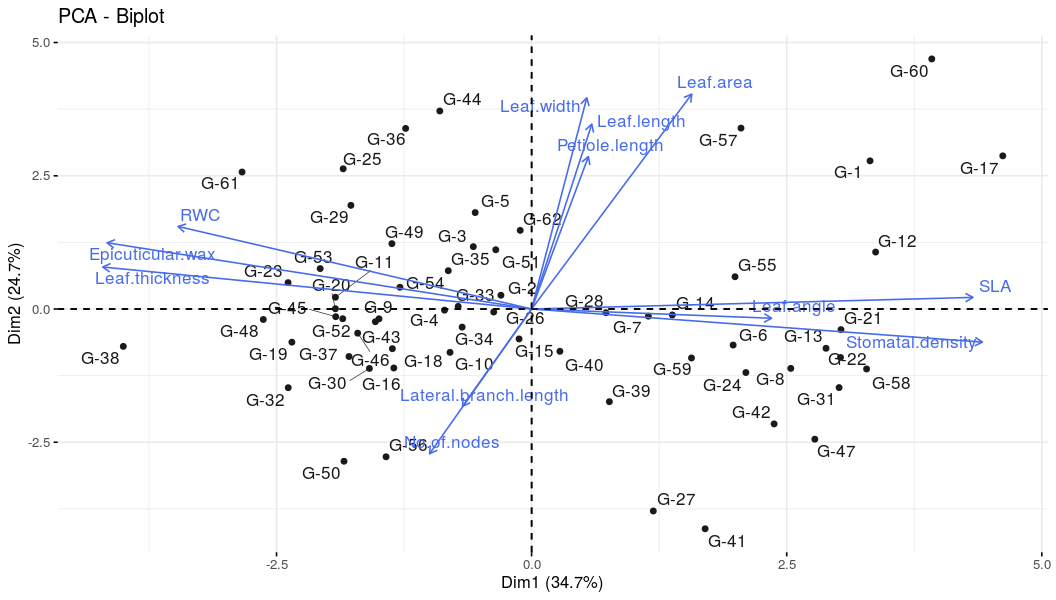 PCA - Biplot
5.0
G-60
Leaf.area
G-44
Leaf.width
Leaf.length
G-36
G-57
Petiole.length
G-25
G-1
G-17
2.5
G-61
G-5
RWC
G-29
G-62
G-49
G-3
G-12
Epicuticular.wax
G-53
G-11
G-35
G-51
G-55
G-23
Leaf.thickness
G-20
G-54
G-2
SLA
G-33
G-28
G-14
Leaf.angle
0.0
G-45
G-9
G-4
G-26
G-21
G-48
G-52
G-43
G-34
G-7
G-6
G-13
Stomatal.density
G-38
G-19
G-37
G-46
G-18
G-10
G-15
G-40
G-59
G-22
G-30
G-16
G-24
G-8
G-58
G-32
Lateral.branch.length
G-39
G-31
G-42
-2.5
No.of.nodes
G-56
G-47
G-50
G-27
G-41
-2.5
0.0
2.5
5.0
Dim1 (34.7%)
Dim2 (24.7%)